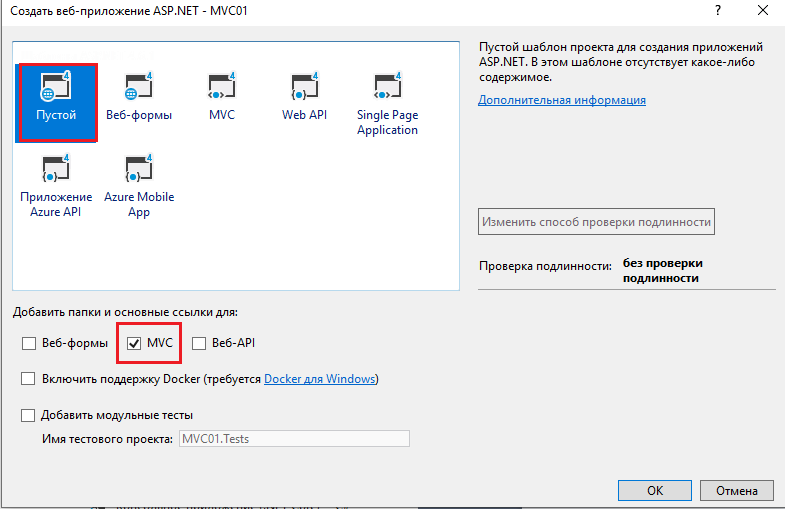 Создать веб-приложение ASP.NET - MVC01
?
Пустой
Веб-формы
MVC
Web API
Single Page
Application
Приложение
Azure API
Azure Mobile
App
Пустой шаблон проекта для создания приложений
ASP.NET. В этом шаблоне отсутствует какое-либо
содержимое.
Дополнительная информация
Изменить способ проверки подлинности
Проверка подлинности:
без проверки
подлинности
Добавить папки и основные ссылки для:
Веб-формы
MVC
Веб-API
Включить поддержку Docker (требуется Docker для Windows)
Добавить модульные тесты
Имя тестового проекта:
MVC01.Tests
OK
Отмена